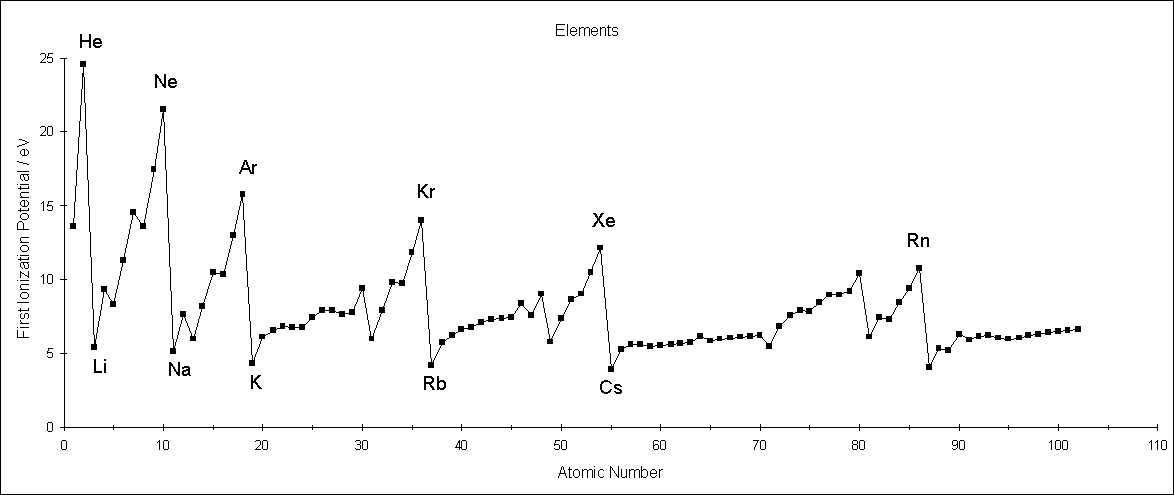 Elements
He
Ne
Ar
Kr
Xe
Rn
Li
Na
K
Rb
Cs
First Ionization Potential / eV
25
20
15
10
5
0
0 10 20 30 40 50 60 70 80 90 100 110
Atomic Number